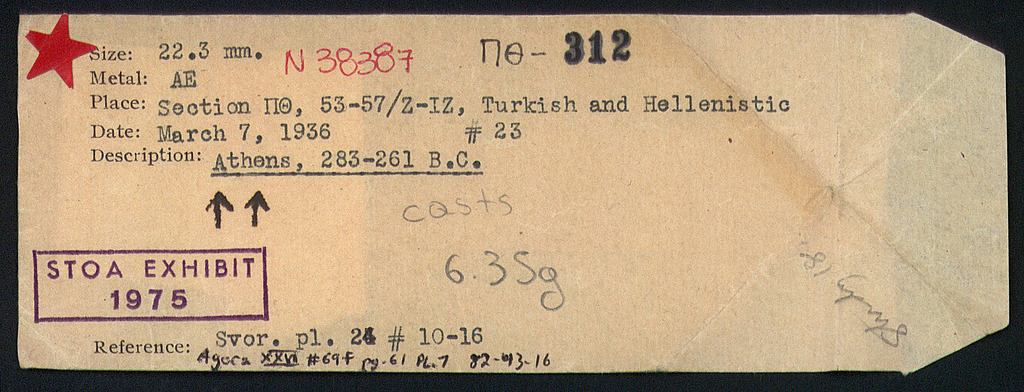 Size: 22.3 mm. N 38387 ΠΘ - 312
Metal: AE
Place: Section ΠΘ, 53-57/Z-IZ, Turkish and Hellenistic
Date: March 7, 1936 # 23
Description: Athens, 283-261 B.C.
casts
STOA EXHIBIT
1975
6.35g
Reference: Svor. pl. 24 # 10-16
Agora XXVI #69f pg. 61 PL. 7 82-93-16